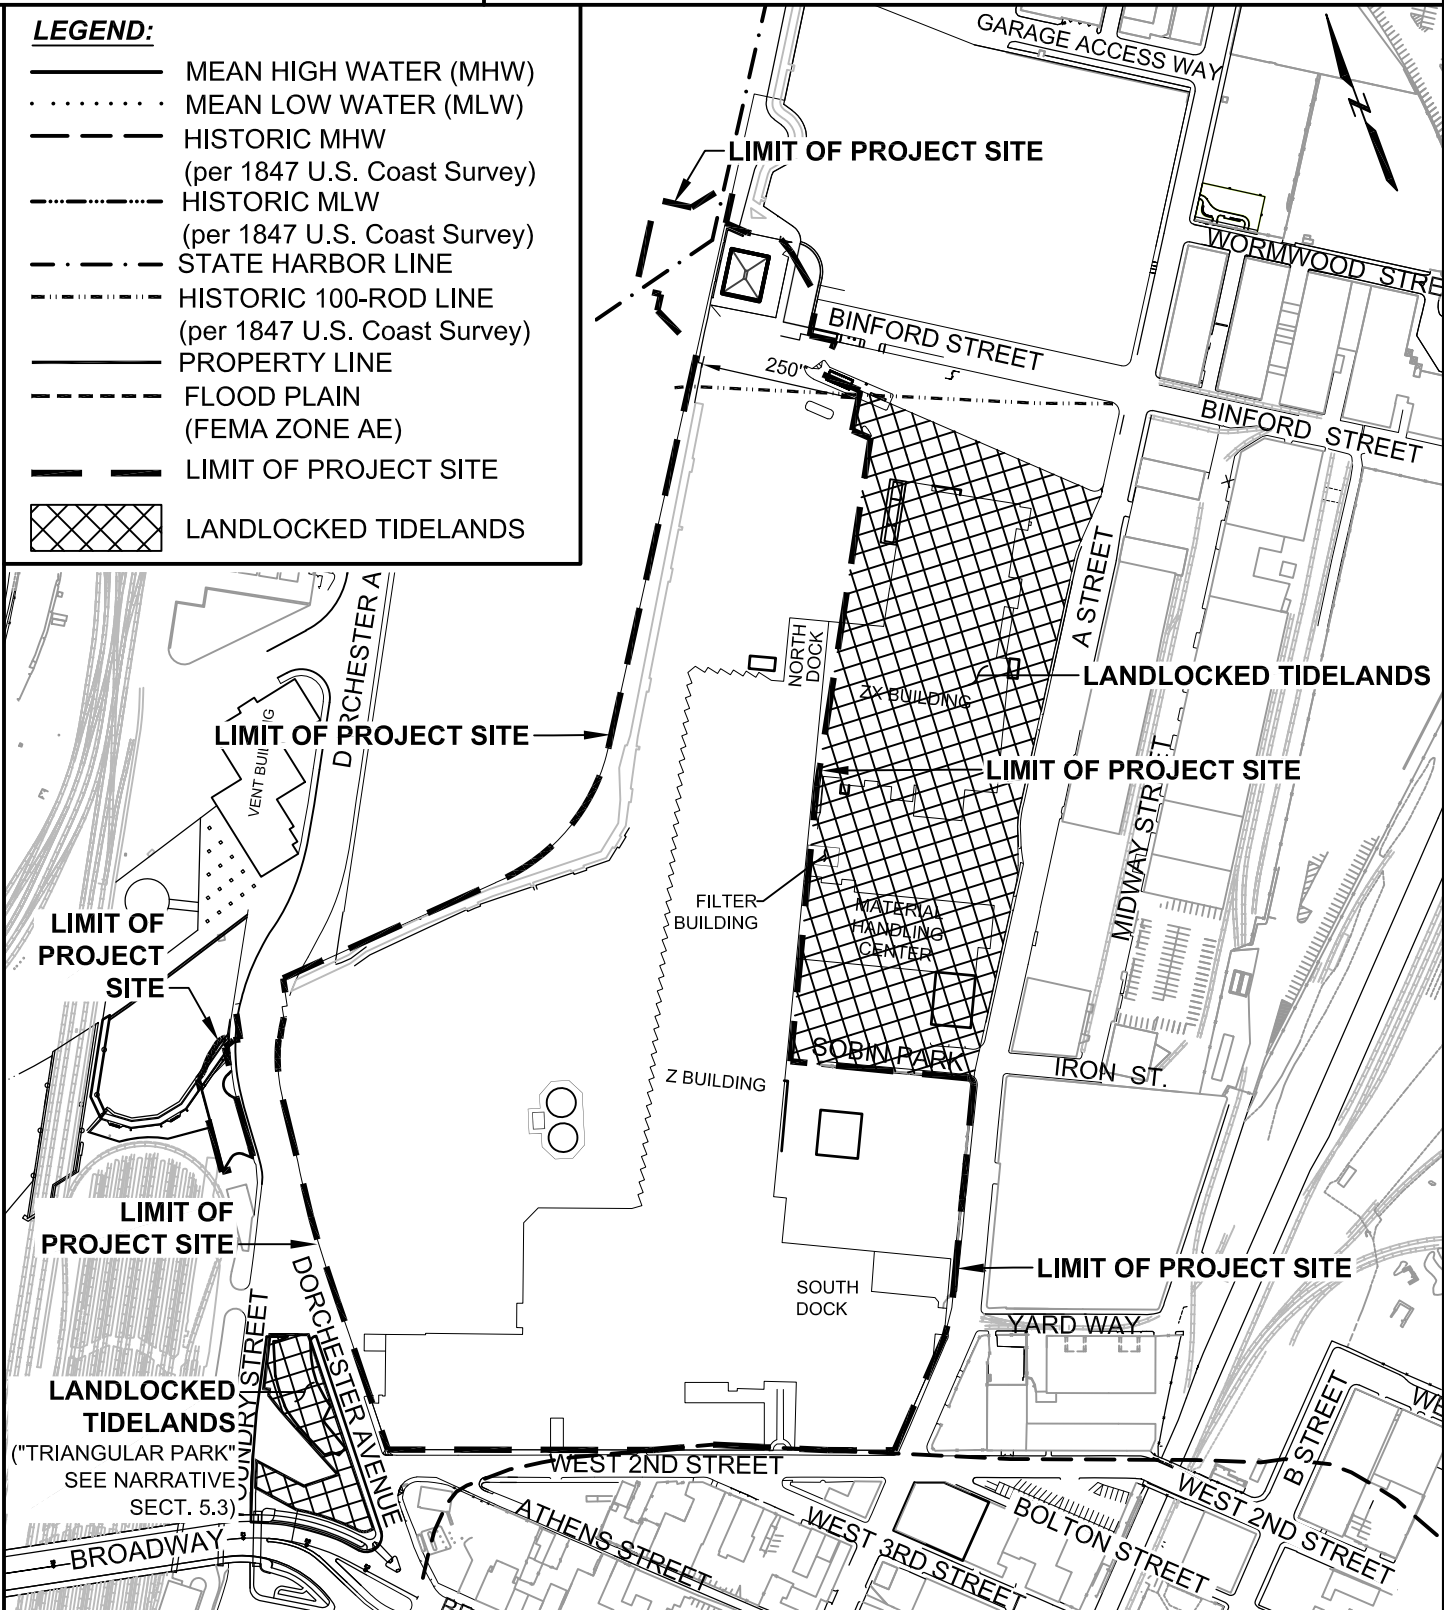 LEGEND:
MEAN HIGH WATER (MHW)
MEAN LOW WATER (MLW)
HISTORIC MHW
(per 1847 U.S. Coast Survey)
HISTORIC MLW
(per 1847 U.S. Coast Survey)
STATE HARBOR LINE
HISTORIC 100-ROD LINE
(per 1847 U.S. Coast Survey)
PROPERTY LINE
FLOOD PLAIN
(FEMA ZONE AE)
LIMIT OF PROJECT SITE
LANDLOCKED TIDELANDS
GARAGE ACCESS WAY
N
LIMIT OF PROJECT SITE
WORMWOOD STRE
BINFORD STREET
250'
BINFORD STREET
A STREET
DORCHESTER A
NORTH
DOCK
ZX BUILDING
LANDLOCKED TIDELANDS
VENT BUILDING
LIMIT OF PROJECT SITE
LIMIT OF PROJECT SITE
MIDWAY STREET
FILTER
BUILDING
MATERIAL
HANDLING
CENTER
LIMIT OF
PROJECT
SITE
SOBIN PARK
IRON ST.
Z BUILDING
LIMIT OF
PROJECT SITE
LIMIT OF PROJECT SITE
SOUTH
DOCK
YARD WAY
DORCHESTER AVENUE
LANDLOCKED
TIDELANDS
("TRIANGULAR PARK"
SEE NARRATIVE
SECT. 5.3)
OUNDRY STREET
WEST 2ND STREET
B STREET
WE
WEST 2ND STREET
BROADWAY
ATHENS STREET
WEST 3RD STREET
BOLTON STREET